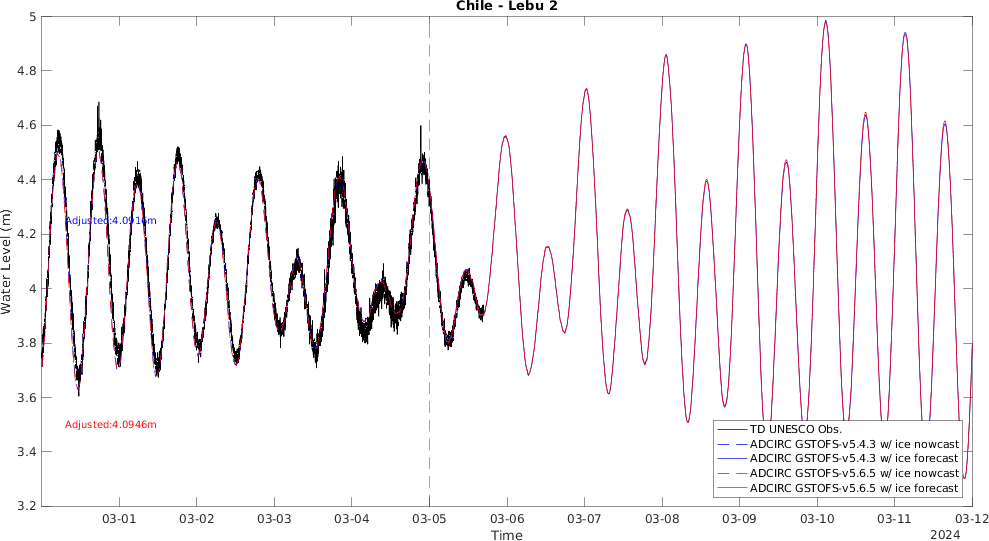 Chile - Lebu 2
5
4.8
4.6
4.4
4.2
4
3.8
3.6
3.4
3.2
Water Level (m)
Adjusted:4.0916m
Adjusted:4.0946m
TD UNESCO Obs.
ADCIRC GSTOFS-v5.4.3 w/ ice nowcast
ADCIRC GSTOFS-v5.4.3 w/ ice forecast
ADCIRC GSTOFS-v5.6.5 w/ ice nowcast
ADCIRC GSTOFS-v5.6.5 w/ ice forecast
03-01 03-02 03-03 03-04 03-05 03-06 03-07 03-08 03-09 03-10 03-11 03-12
Time
2024